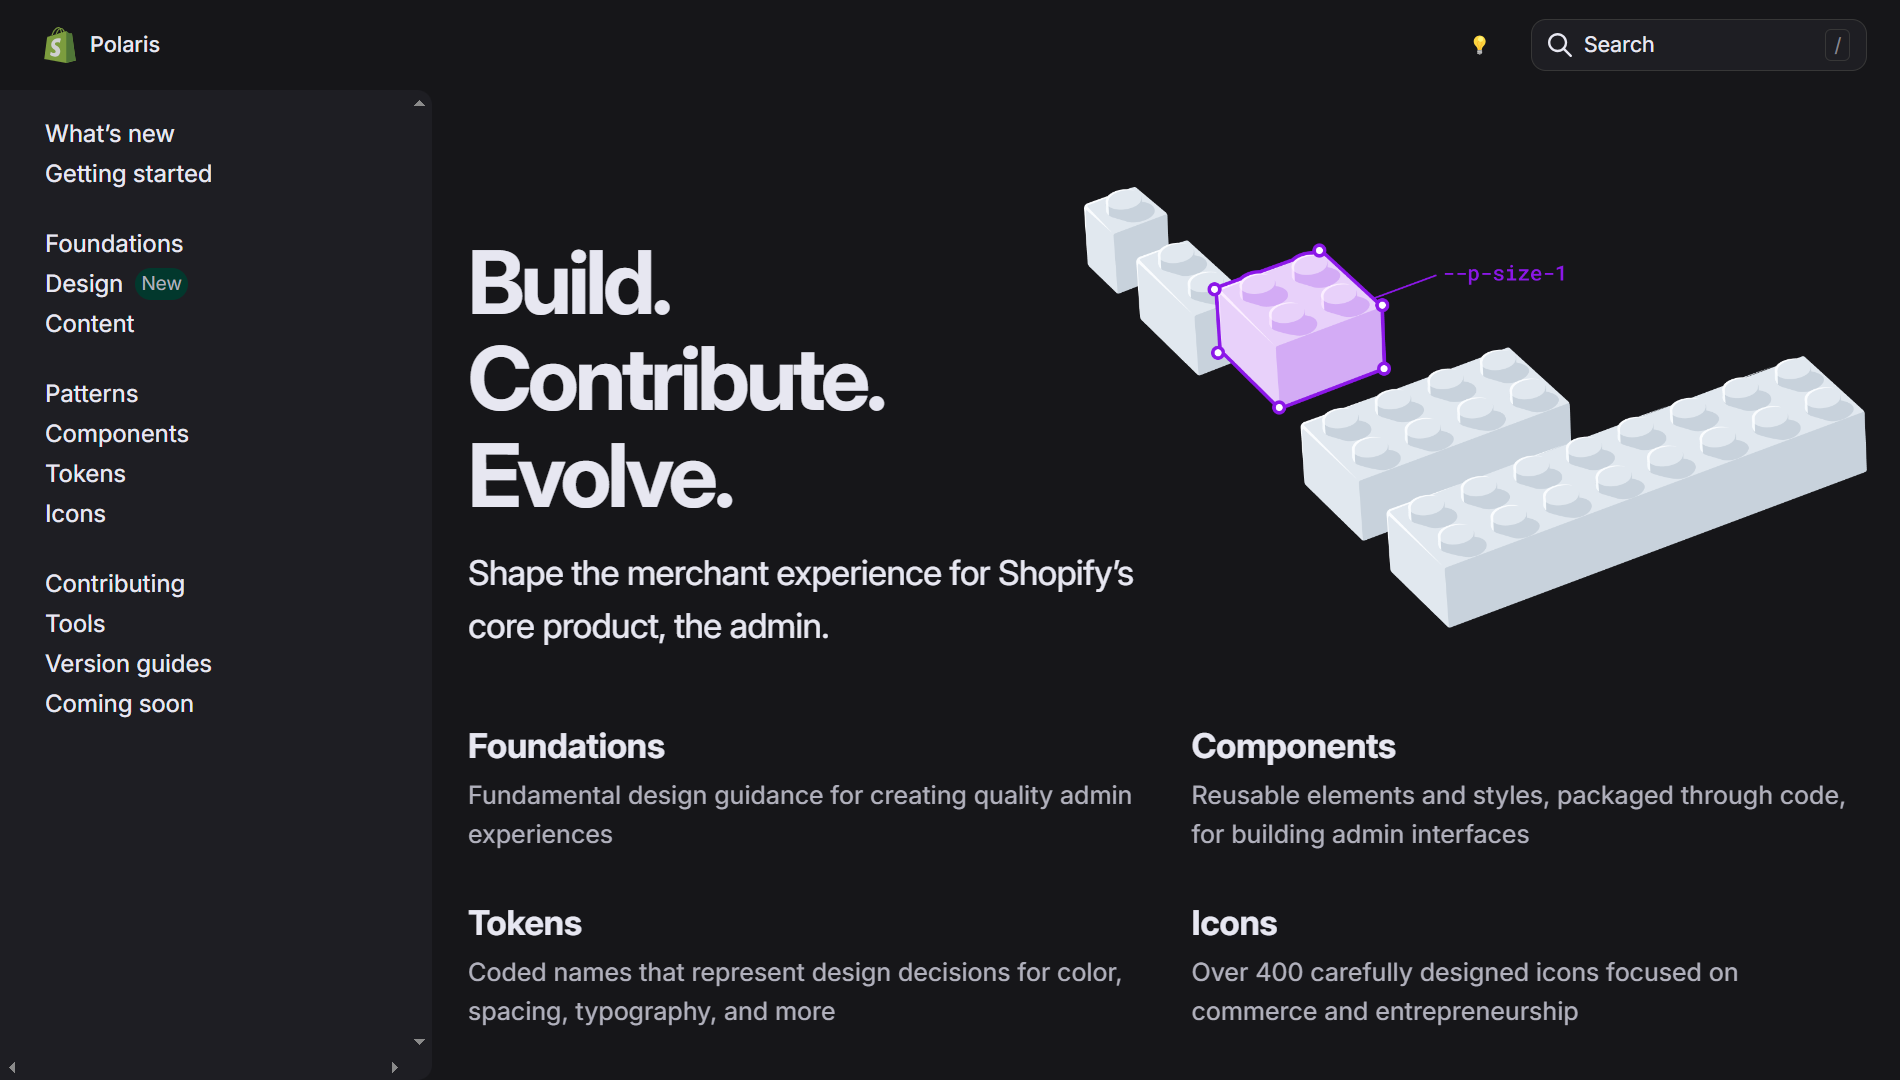 Polaris
Search
/
What’s new
Getting started
Foundations
Design New
Content
Patterns
Components
Tokens
Icons
Contributing
Tools
Version guides
Coming soon
Build.
Contribute.
Evolve.
--p-size-1
Shape the merchant experience for Shopify’s
core product, the admin.
Foundations
Fundamental design guidance for creating quality admin
experiences
Components
Reusable elements and styles, packaged through code,
for building admin interfaces
Tokens
Coded names that represent design decisions for color,
spacing, typography, and more
Icons
Over 400 carefully designed icons focused on
commerce and entrepreneurship